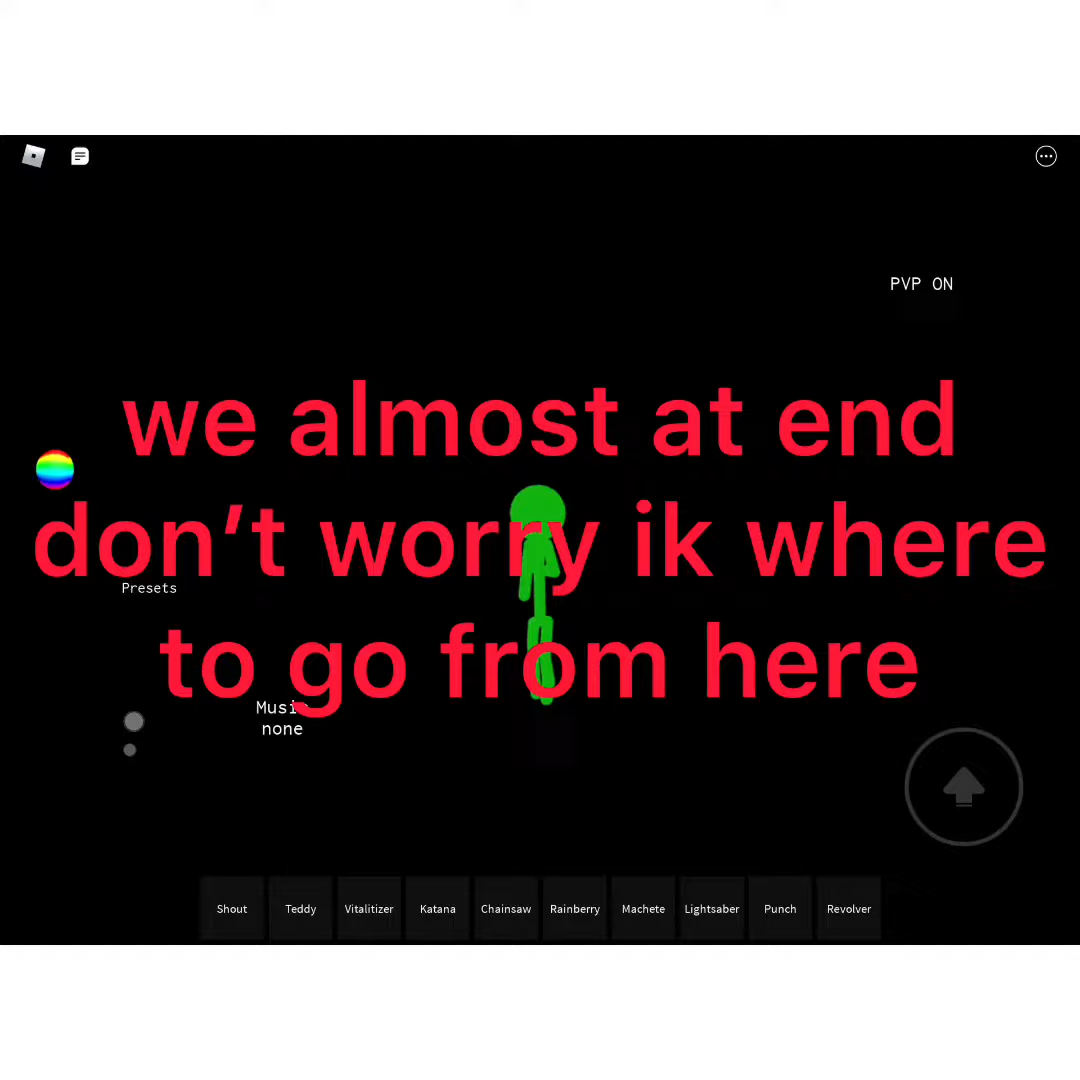 PVP ON
we almost at end
don’t worry ik where
to go from here
Presets
Music
none
Shout Teddy Vitalitizer Katana Chainsaw Rainberry Machete Lightsaber Punch Revolver